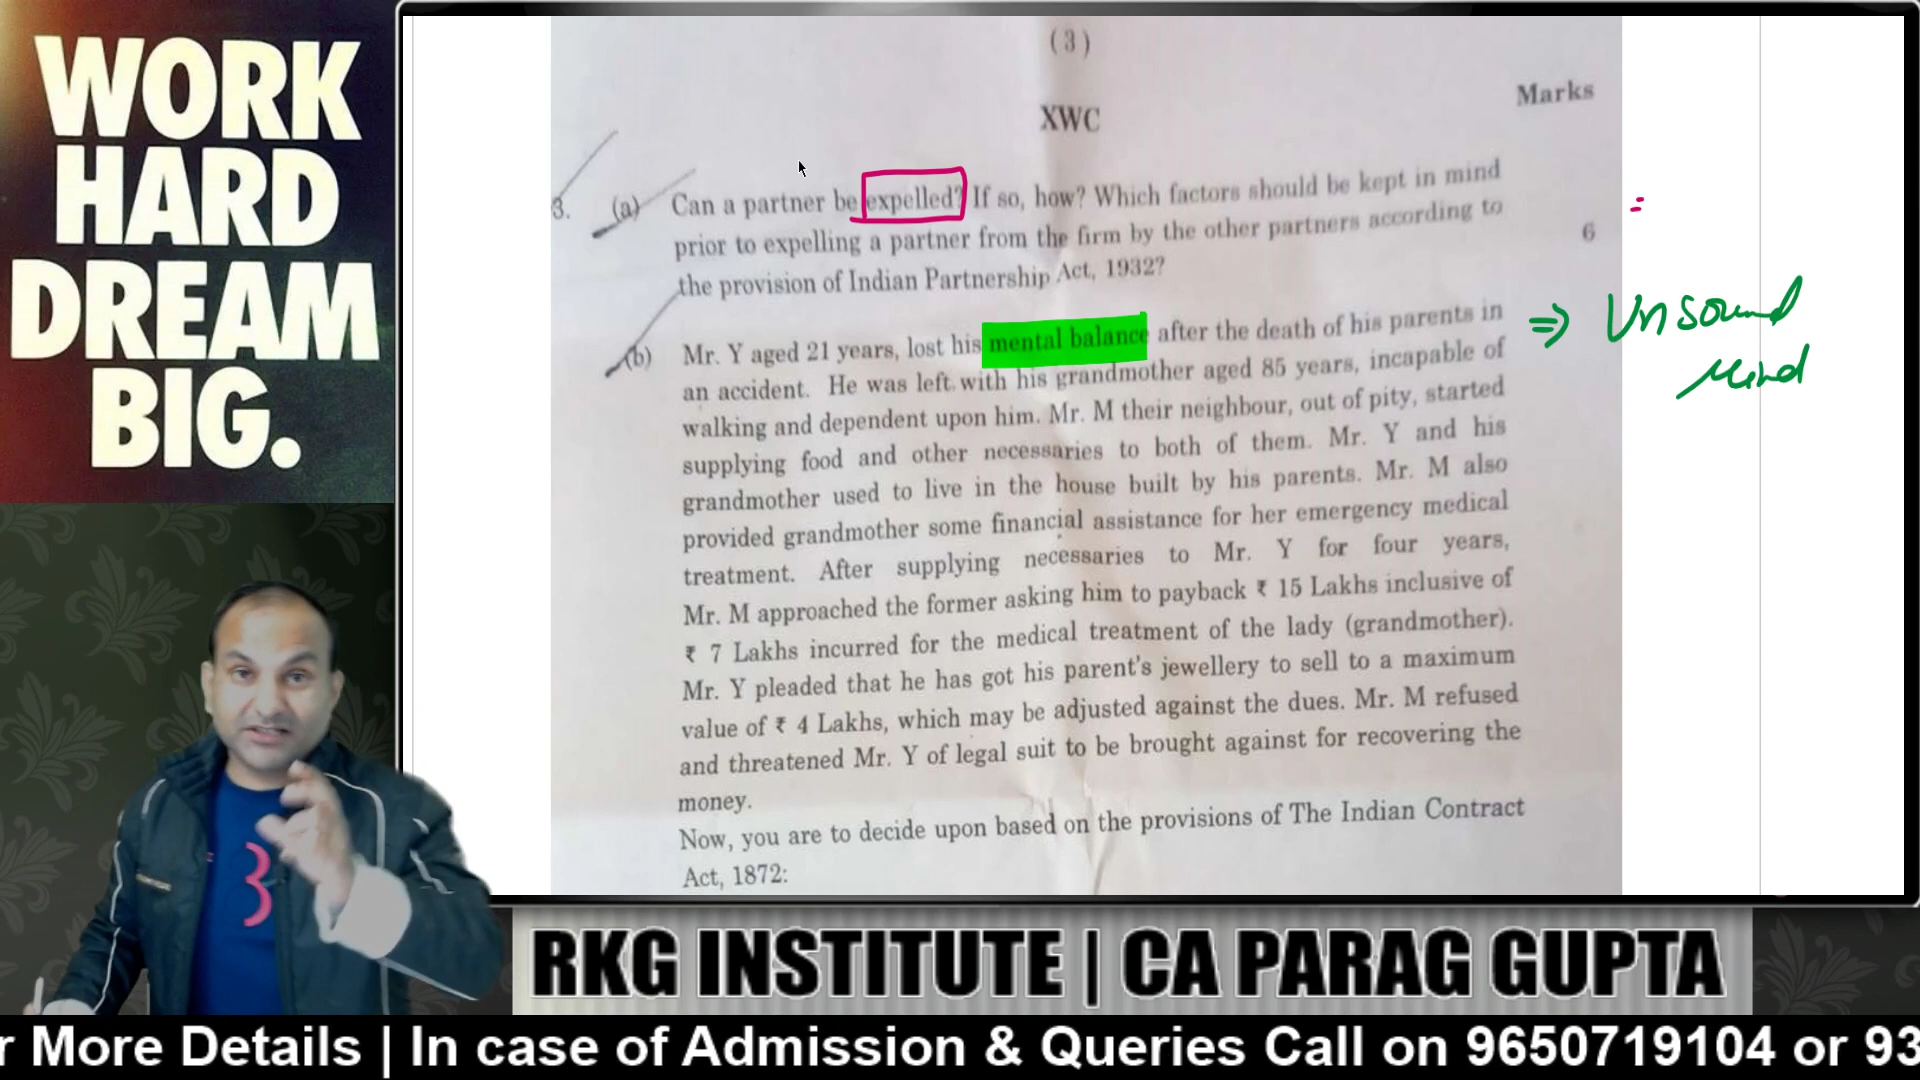 WORK
HARD
DREAM
BIG.
(3)
Marks
XWC
3. (a) Can a partner be expelled? If so, how? Which factors should be kept in mind
prior to expelling a partner from the firm by the other partners according to
6
the provision of Indian Partnership Act, 1932?
(b) Mr. Y aged 21 years, lost his mental balance after the death of his parents in
an accident. He was left with his grandmother aged 85 years, incapable of
walking and dependent upon him. Mr. M their neighbour, out of pity, started
supplying food and other necessaries to both of them. Mr. Y and his
grandmother used to live in the house built by his parents. Mr. M also
provided grandmother some financial assistance for her emergency medical
treatment. After supplying necessaries to Mr. Y for four years,
Mr. M approached the former asking him to payback ₹ 15 Lakhs inclusive of
₹ 7 Lakhs incurred for the medical treatment of the lady (grandmother).
Mr. Y pleaded that he has got his parent's jewellery to sell to a maximum
value of ₹ 4 Lakhs, which may be adjusted against the dues. Mr. M refused
and threatened Mr. Y of legal suit to be brought against for recovering the
money.
Now, you are to decide upon based on the provisions of The Indian Contract
Act, 1872:
⇒ Unsound
Mind
RKG INSTITUTE | CA PARAG GUPTA
r More Details | In case of Admission & Queries Call on 9650719104 or 93